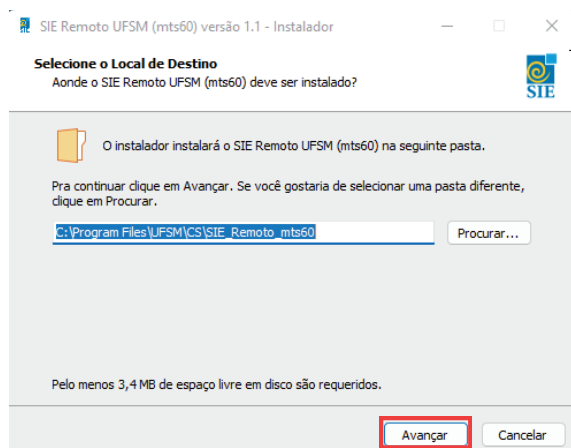 SIE Remoto UFSM (mts60) versão 1.1 - Instalador
Selecione o Local de Destino
Aonde o SIE Remoto UFSM (mts60) deve ser instalado?
SIE
O instalador instalará o SIE Remoto UFSM (mts60) na seguinte pasta.
Pra continuar clique em Avançar. Se você gostaria de selecionar uma pasta diferente,
clique em Procurar.
C:\Program Files\UFSM\CS\SIE_Remoto_mts60
Procurar...
Pelo menos 3,4 MB de espaço livre em disco são requeridos.
Avançar
Cancelar